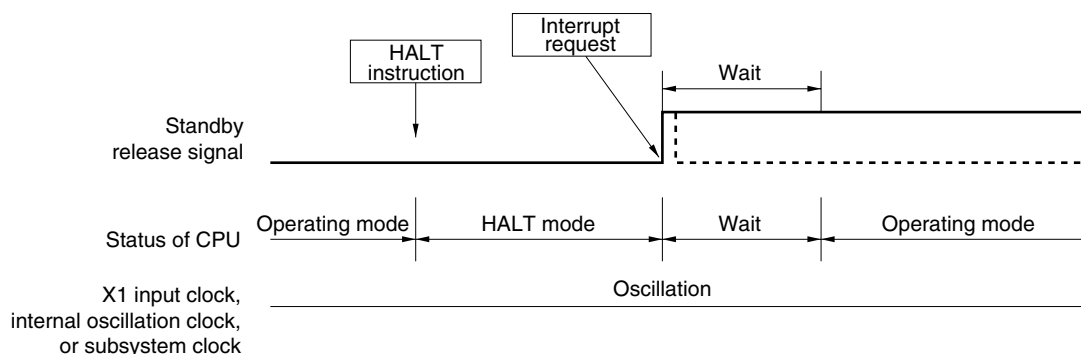 HALT
instruction
Interrupt
request
Wait
Standby
release signal
Status of CPU
Operating mode
HALT mode
Wait
Operating mode
X1 input clock,
internal oscillation clock,
or subsystem clock
Oscillation